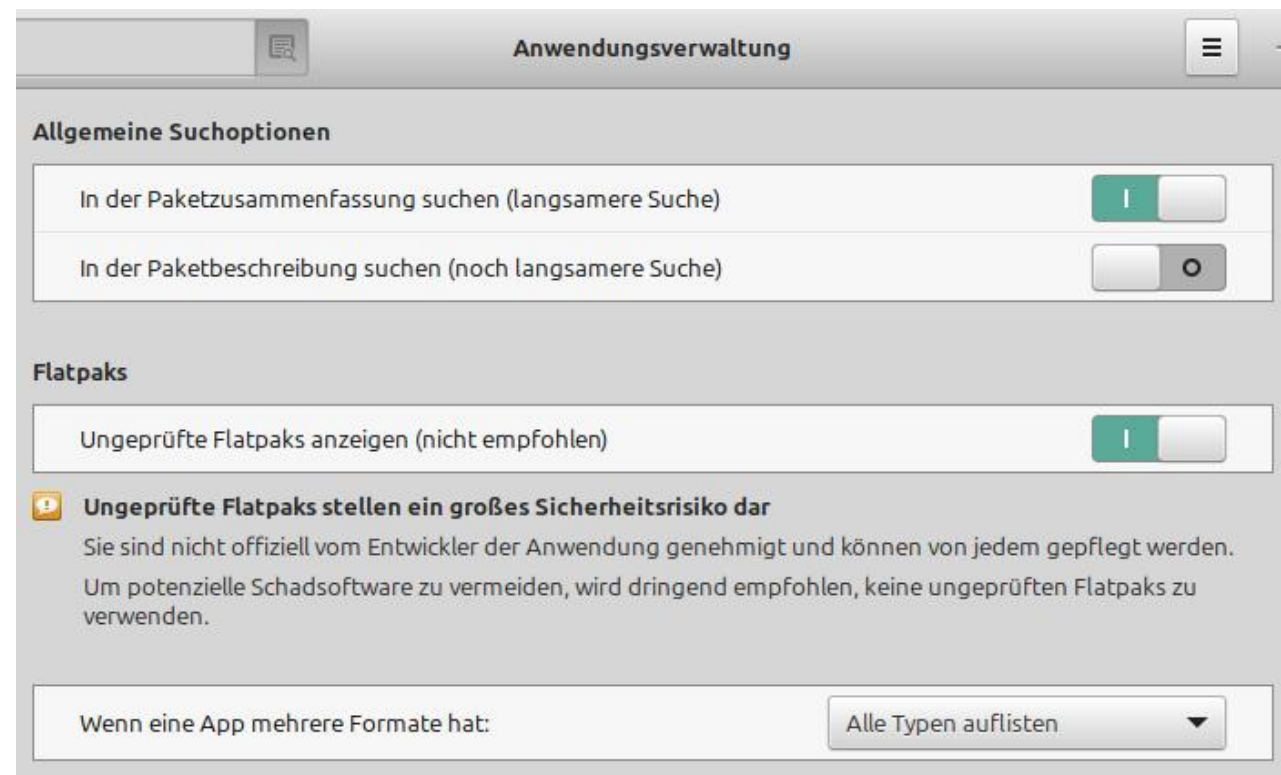 Anwendungsverwaltung
Allgemeine Suchoptionen
In der Paketzusammenfassung suchen (langsamere Suche)
In der Paketbeschreibung suchen (noch langsamere Suche)
Flatpaks
Ungeprüfte Flatpaks anzeigen (nicht empfohlen)
Ungeprüfte Flatpaks stellen ein großes Sicherheitsrisiko dar
Sie sind nicht offiziell vom Entwickler der Anwendung genehmigt und können von jedem gepflegt werden.
Um potenzielle Schadsoftware zu vermeiden, wird dringend empfohlen, keine ungeprüften Flatpaks zu
verwenden.
Wenn eine App mehrere Formate hat: Alle Typen auflisten